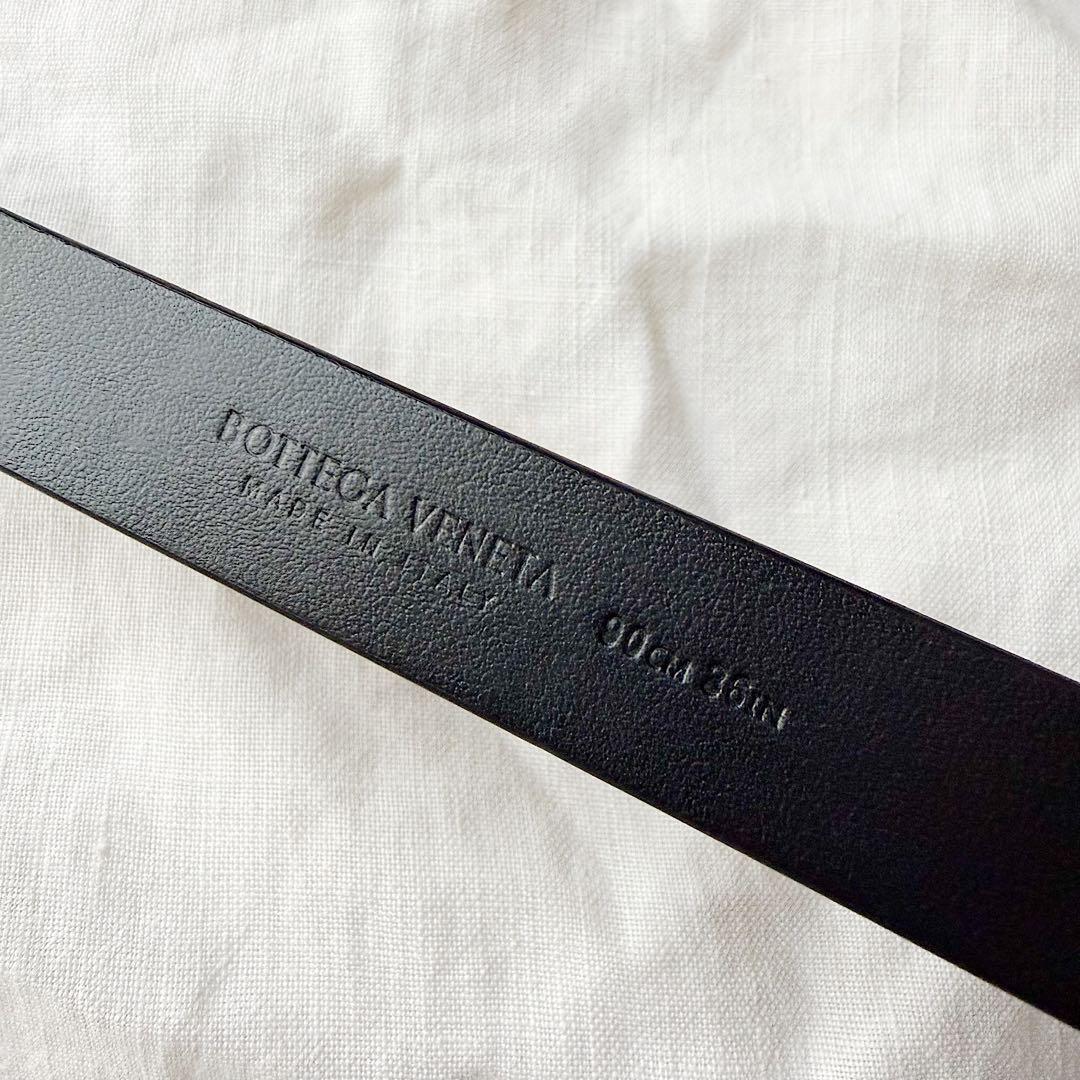 BOTTEGA VENETA
MADE IN ITALY
90CM 36IN